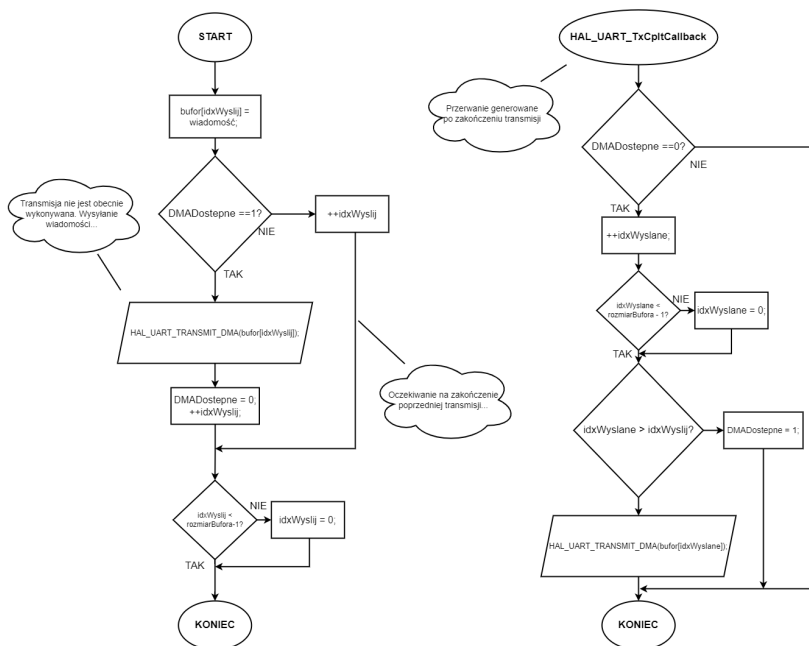 START
bufor[idxWyslij] =
wiadomość;
DMADostepne ==1?
NIE
++idxWyslij
Transmisja nie jest obecnie
wykonywana. Wysyłanie
wiadomości...
TAK
HAL_UART_TRANSMIT_DMA(bufor[idxWyslij]);
DMADostepne = 0;
++idxWyslij;
Oczekiwanie na zakończenie
poprzedniej transmisji...
idxWyslij <
rozmiarBufora-1?
NIE
idxWyslij = 0;
TAK
KONIEC
HAL_UART_TxCpltCallback
Przerwanie generowane
po zakończeniu transmisji
DMADostepne ==0?
NIE
TAK
++idxWyslane;
idxWyslane <
rozmiarBufora - 1?
NIE
idxWyslane = 0;
TAK
idxWyslane > idxWyslij?
DMADostepne = 1;
HAL_UART_TRANSMIT_DMA(bufor[idxWyslane]);
KONIEC